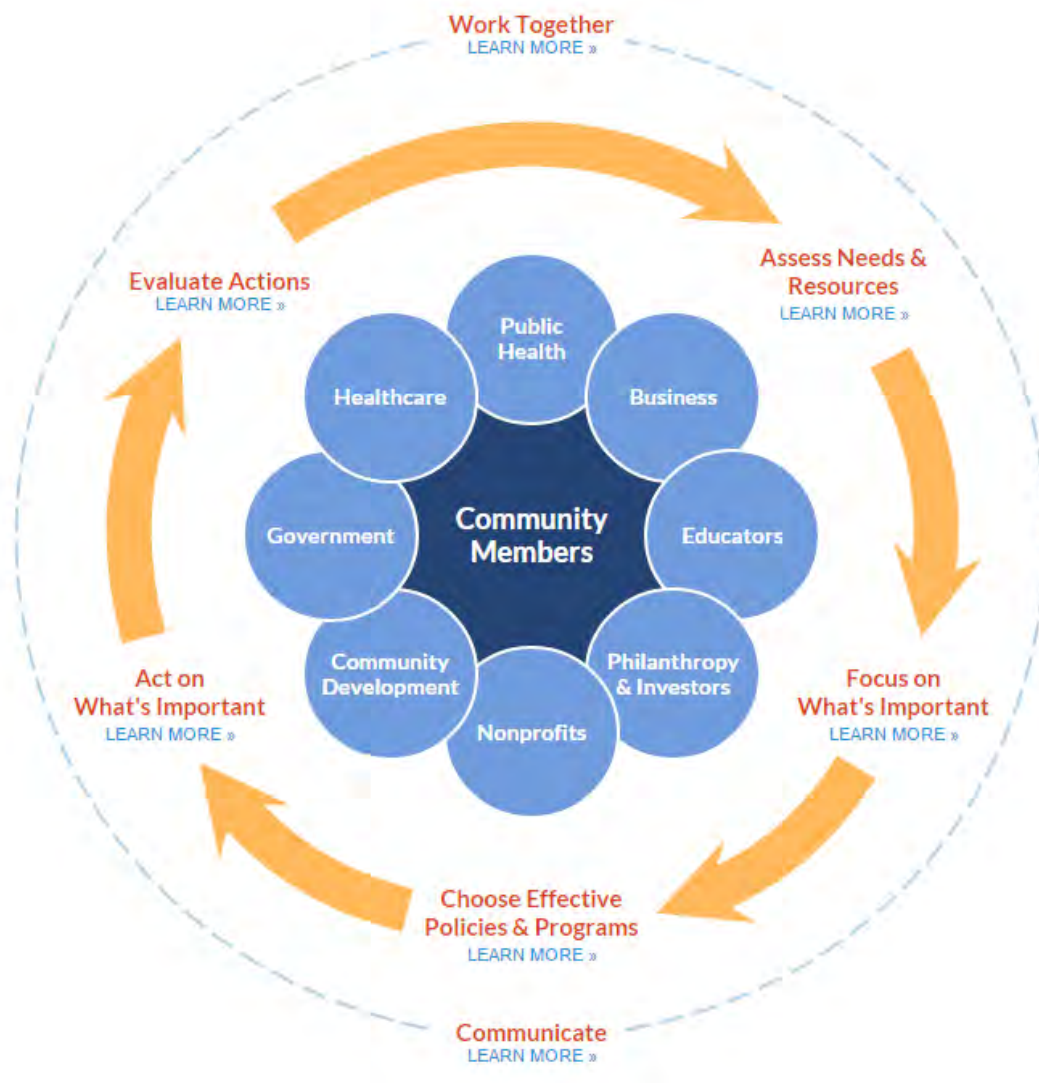 Work Together
LEARN MORE »
Assess Needs &
Resources
LEARN MORE »
Focus on
What's Important
LEARN MORE »
Choose Effective
Policies & Programs
LEARN MORE »
Act on
What's Important
LEARN MORE »
Evaluate Actions
LEARN MORE »
Public
Health
Business
Educators
Philanthropy
& Investors
Nonprofits
Community
Development
Government
Healthcare
Community
Members
Communicate
LEARN MORE »